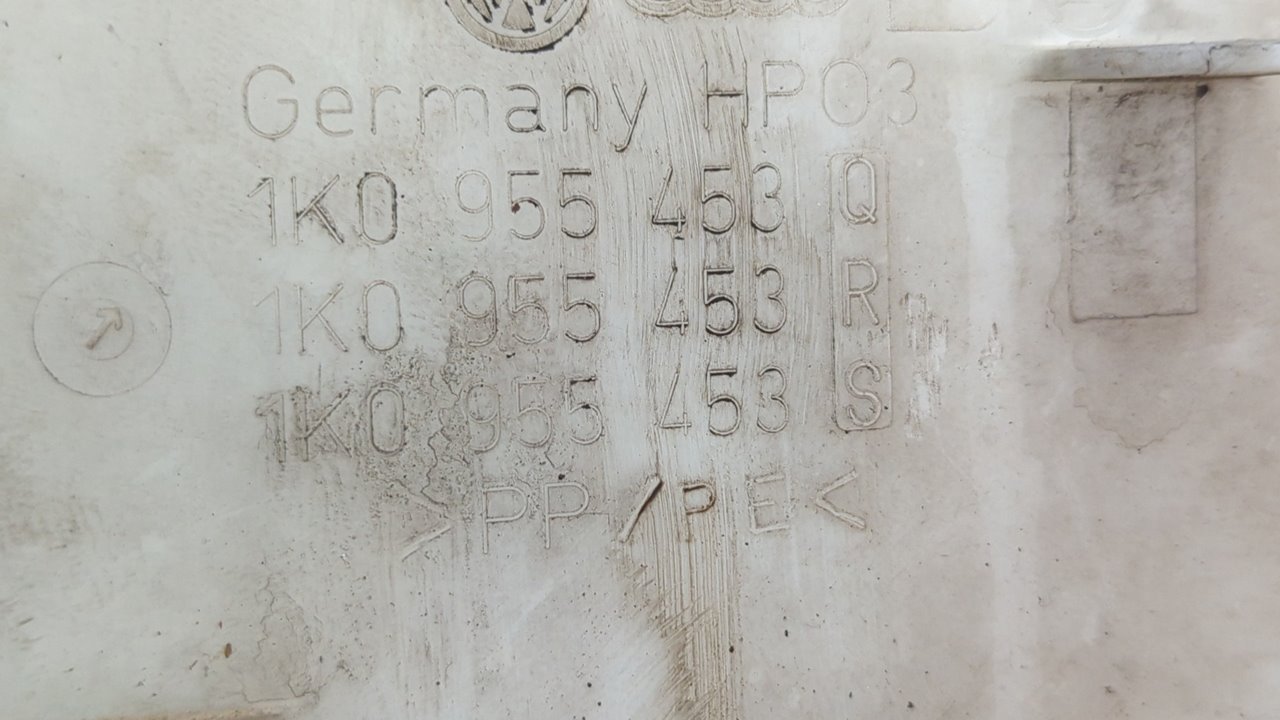 Germany HP03
1K0 955 453 Q
1K0 955 453 R
1K0 955 453 S
>PP/PE<